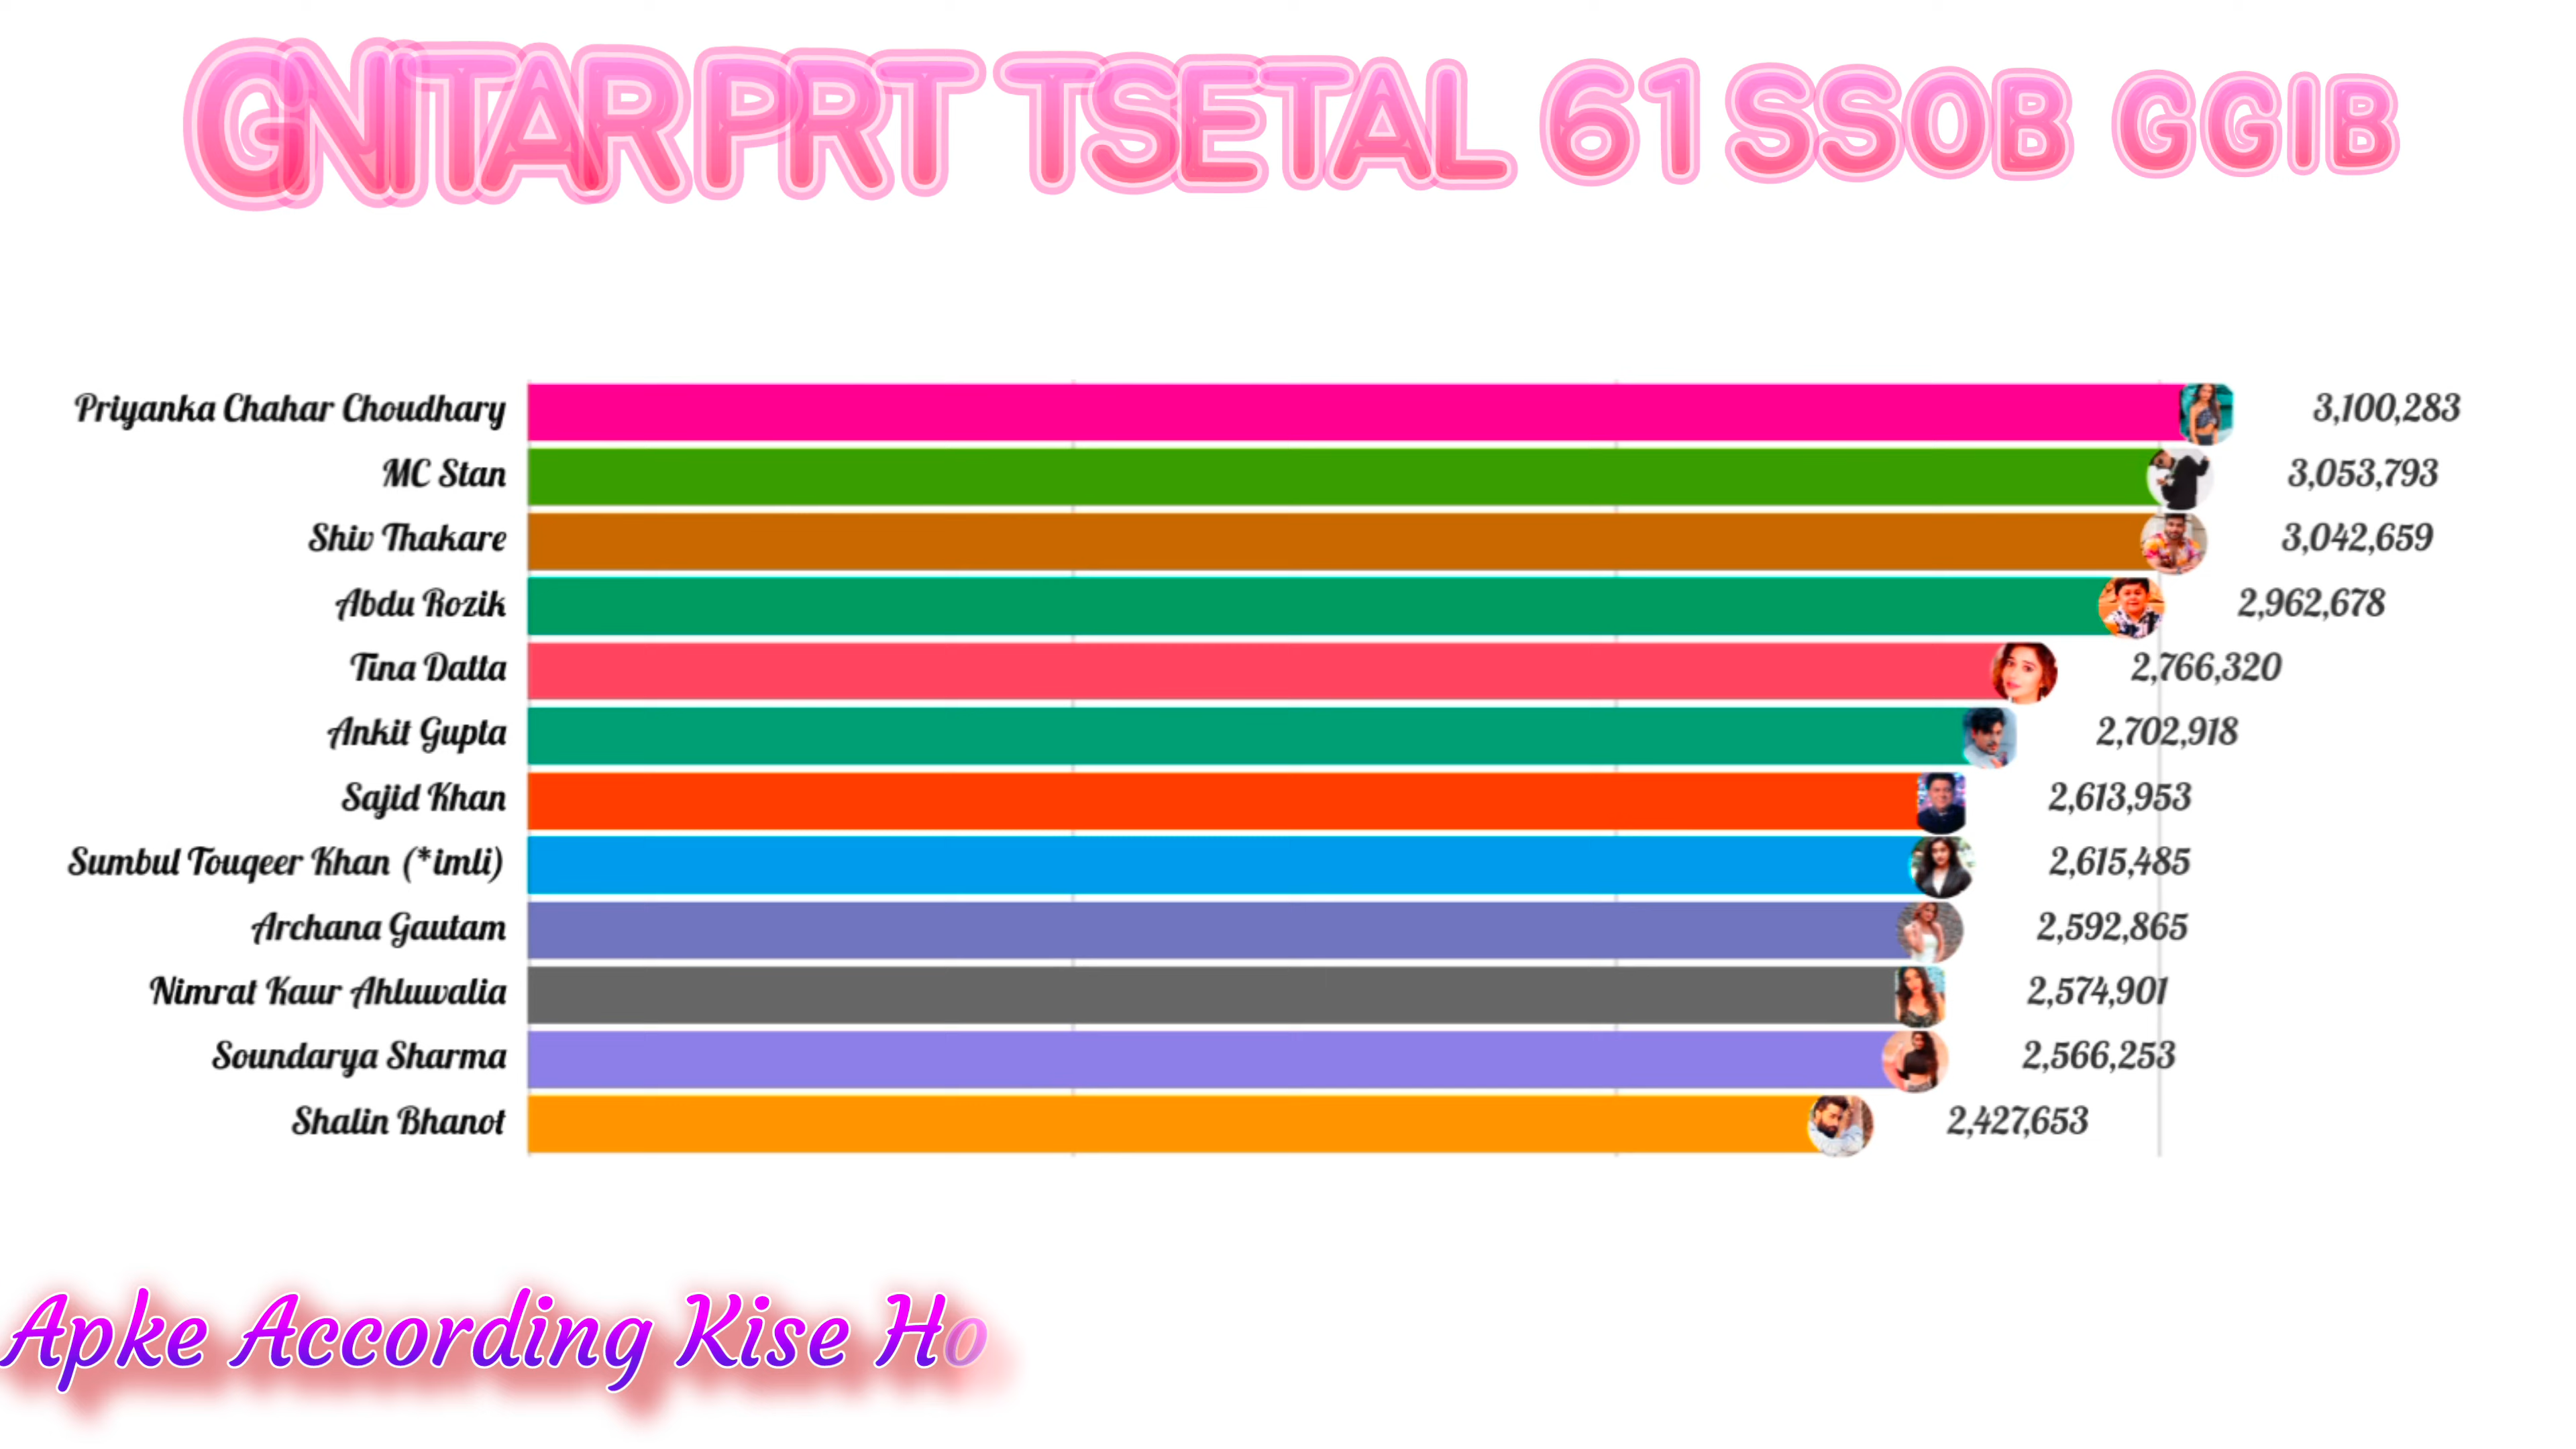 GNITAR PRT TSETAL 61 SSOB GGIB
Priyanka Chahar Choudhary 3,100,283
MC Stan 3,053,793
Shiv Thakare 3,042,659
Abdu Rozik 2,962,678
Tina Datta 2,766,320
Ankit Gupta 2,702,918
Sajid Khan 2,613,953
Sumbul Touqeer Khan (*imli) 2,615,485
Archana Gautam 2,592,865
Nimrat Kaur Ahluwalia 2,574,901
Soundarya Sharma 2,566,253
Shalin Bhanot 2,427,653
Apke According Kise Ho